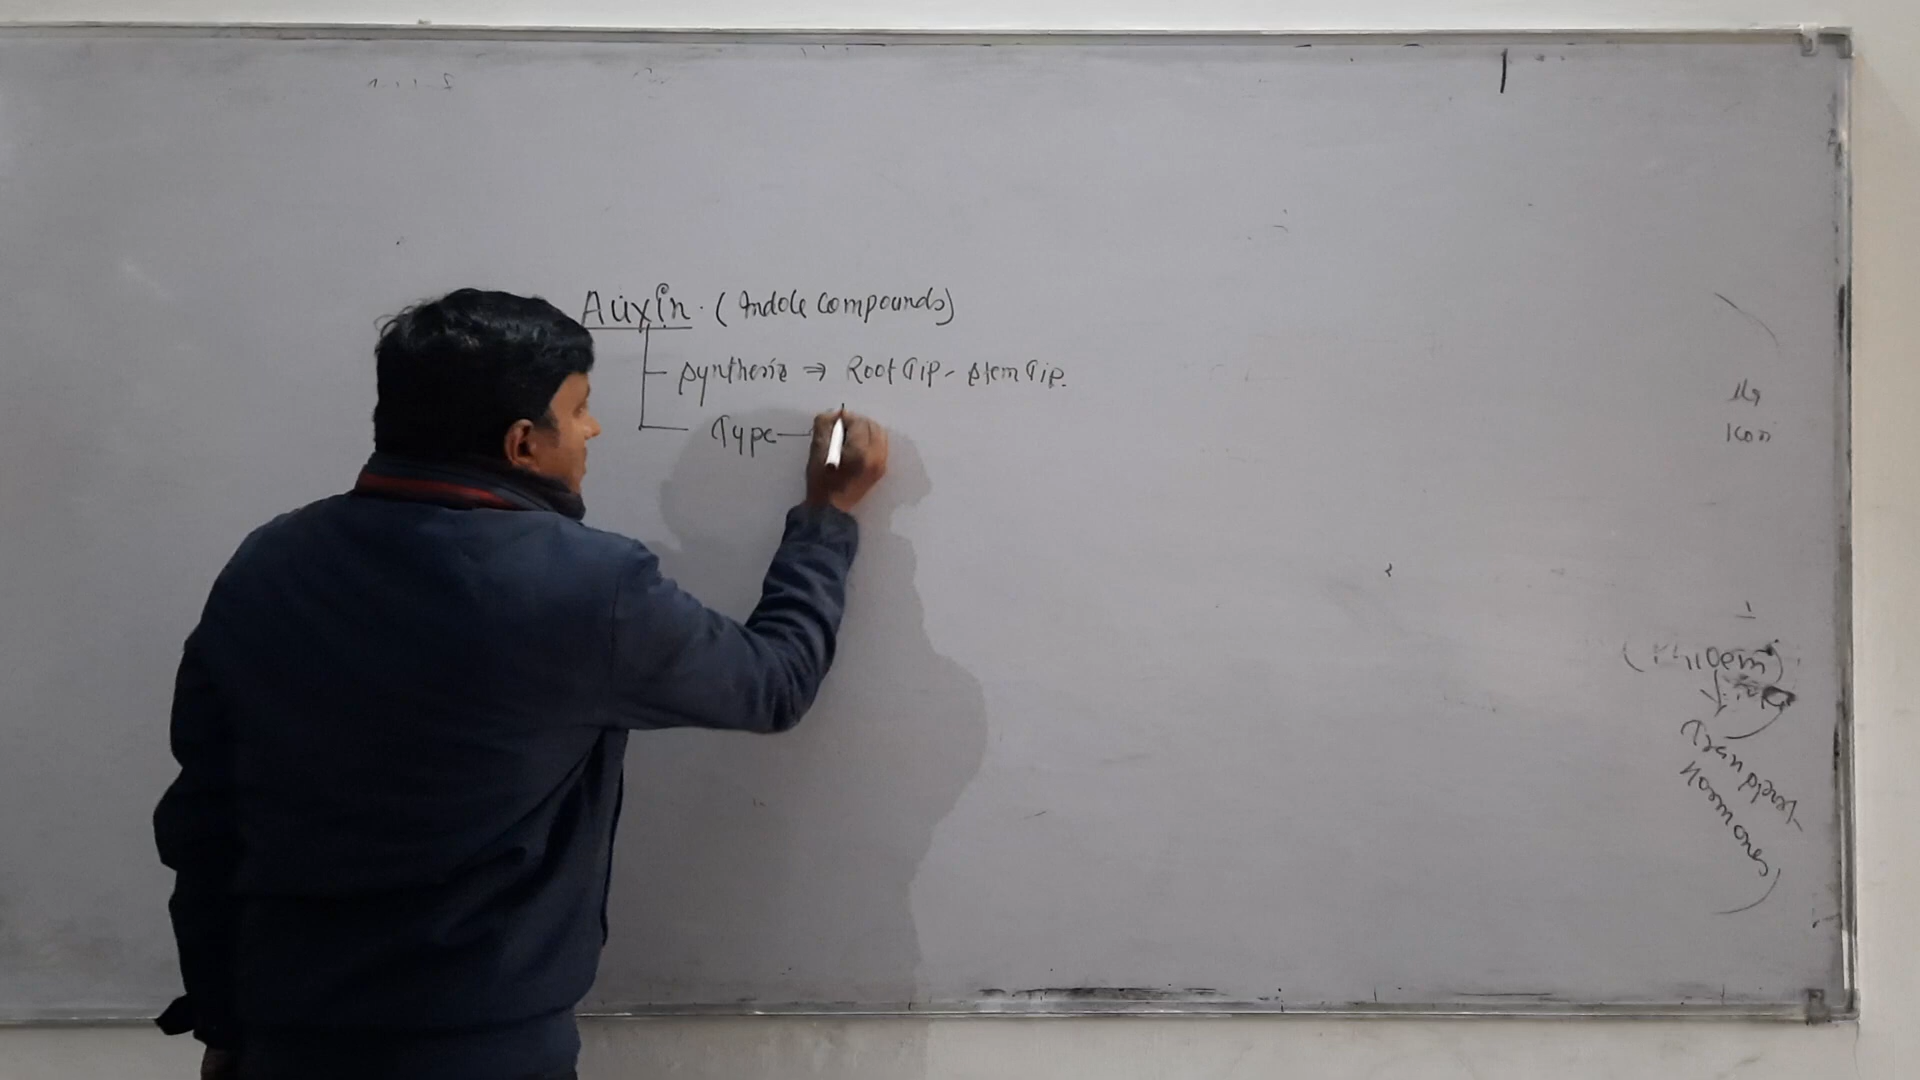 Auxin. (Indole Compounds)
Synthesis ⇒ Root Tip, Stem Tip.
Type —
(Phloem)
Transport
Hormones)